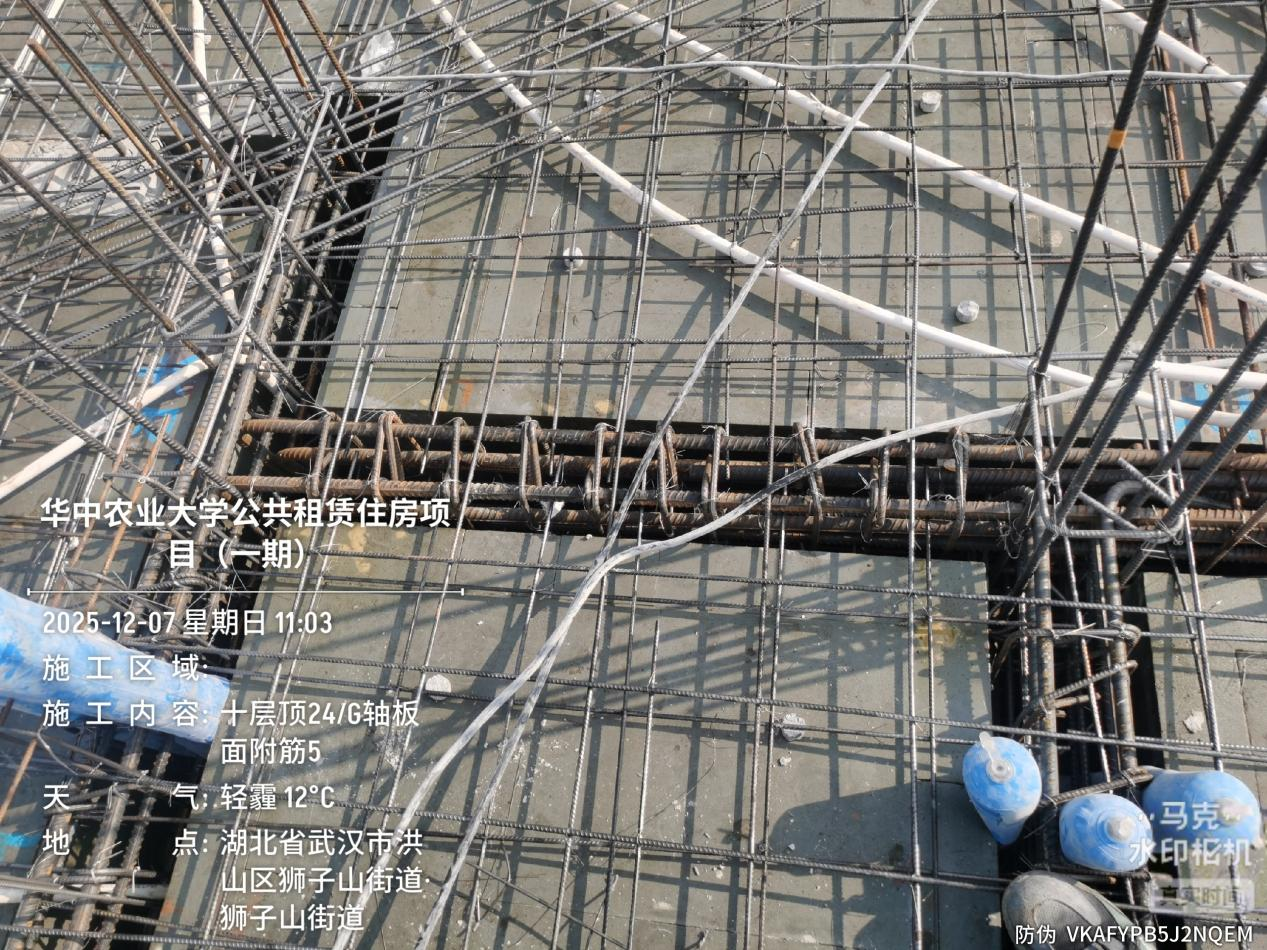 华中农业大学公共租赁住房项
目（一期）
2025-12-07 星期日 11:03
施工区域:
施工内容: 十层顶24/G轴板
面附筋5
天气: 轻霾 12°C
地点: 湖北省武汉市洪
山区狮子山街道·
狮子山街道
马克
水印相机
真实时间
防伪 VKAFYPB5J2NQEM